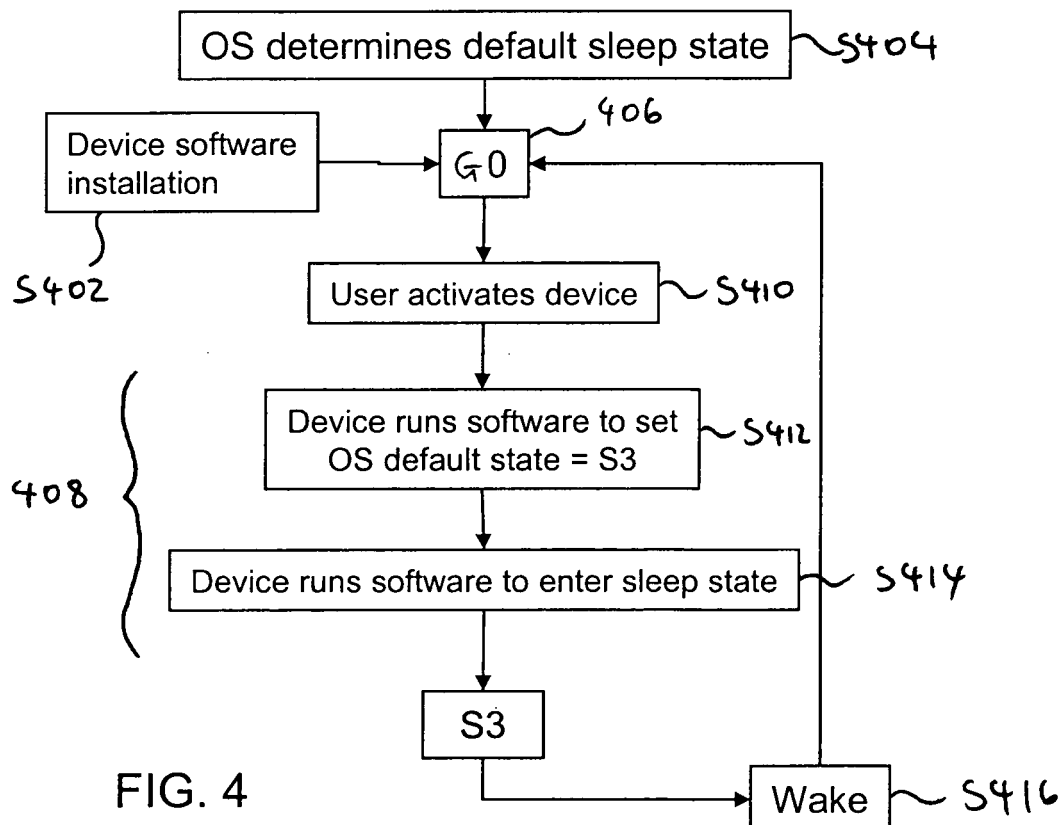 OS determines default sleep state
S404
406
Device software
installation
G0
S402
User activates device
S410
Device runs software to set
OS default state = S3
S412
408
Device runs software to enter sleep state
S414
S3
FIG. 4
Wake
S416